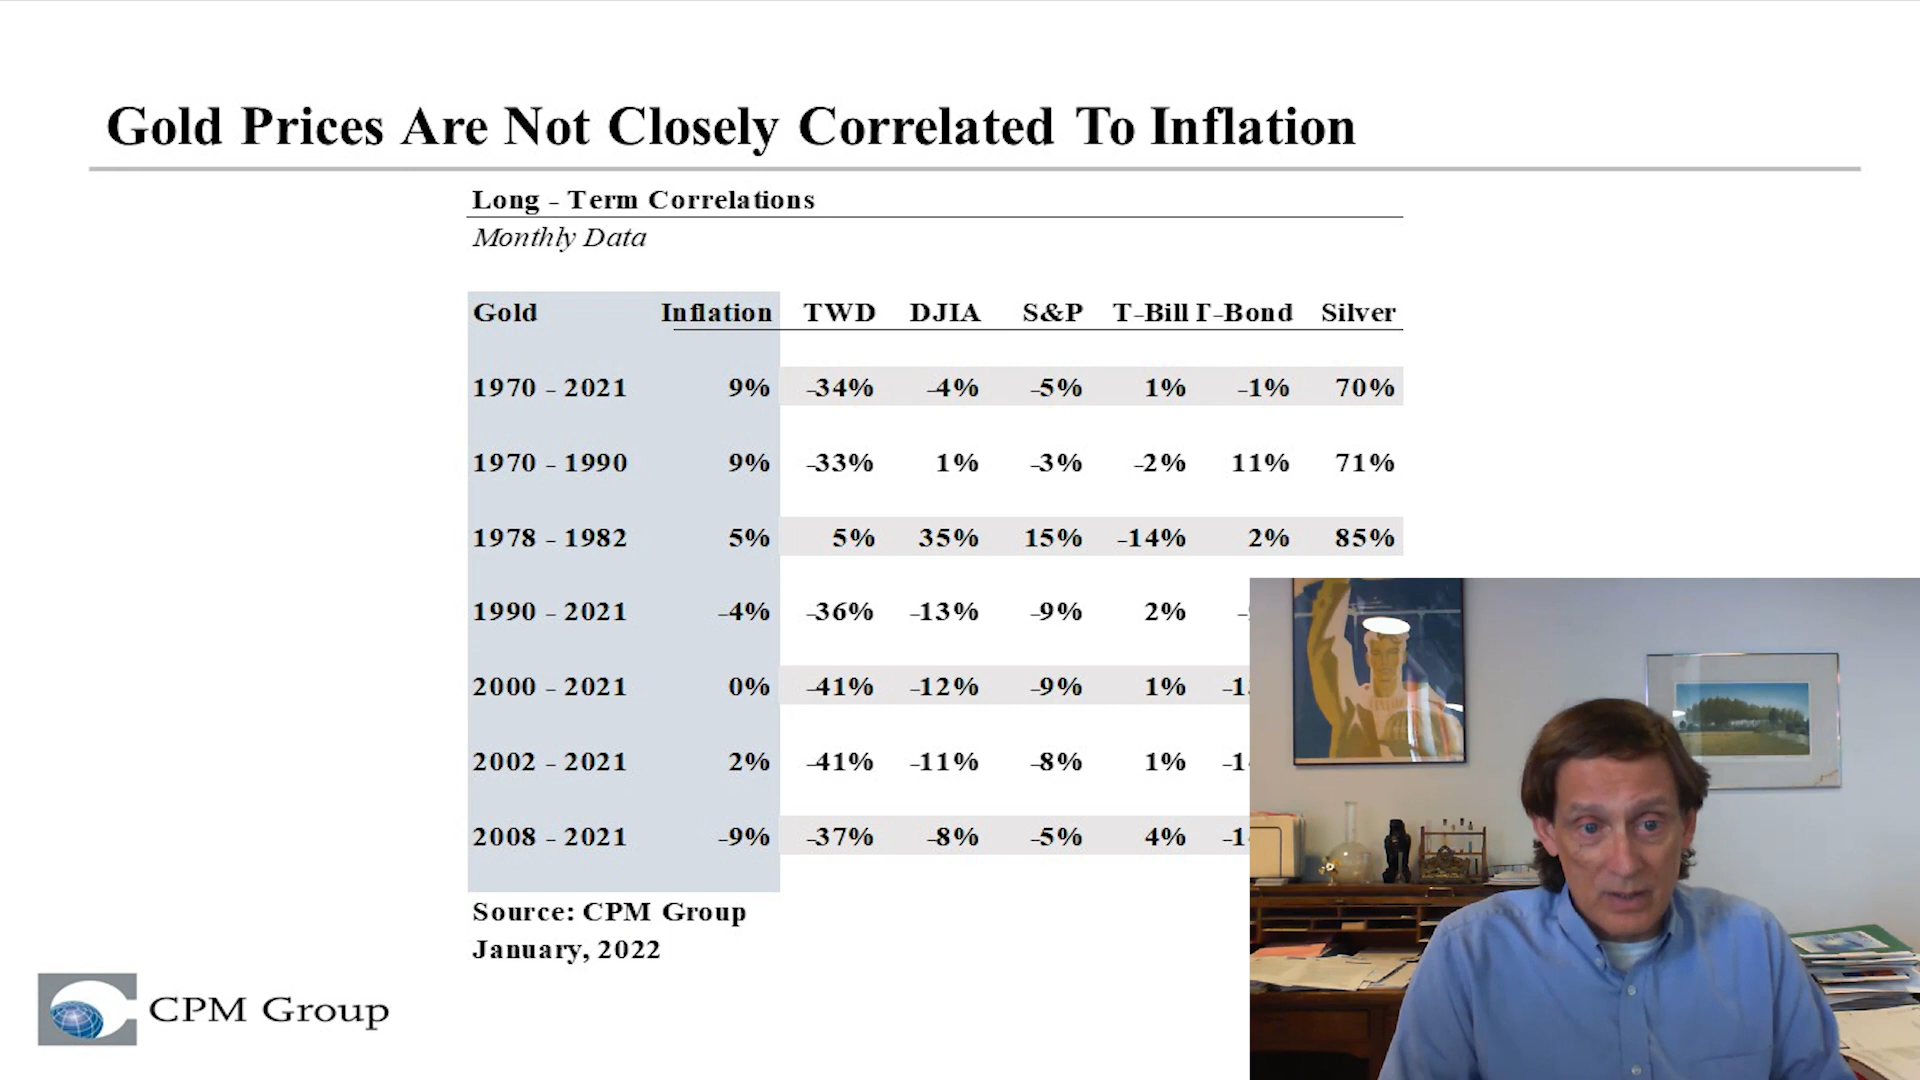 Gold Prices Are Not Closely Correlated To Inflation
Long - Term Correlations
Monthly Data
Gold Inflation TWD DJIA S&P T-Bill T-Bond Silver
1970 - 2021 9% -34% -4% -5% 1% -1% 70%
1970 - 1990 9% -33% 1% -3% -2% 11% 71%
1978 - 1982 5% 5% 35% 15% -14% 2% 85%
1990 - 2021 -4% -36% -13% -9% 2%
2000 - 2021 0% -41% -12% -9% 1%
2002 - 2021 2% -41% -11% -8% 1%
2008 - 2021 -9% -37% -8% -5% 4%
Source: CPM Group
January, 2022
CPM Group